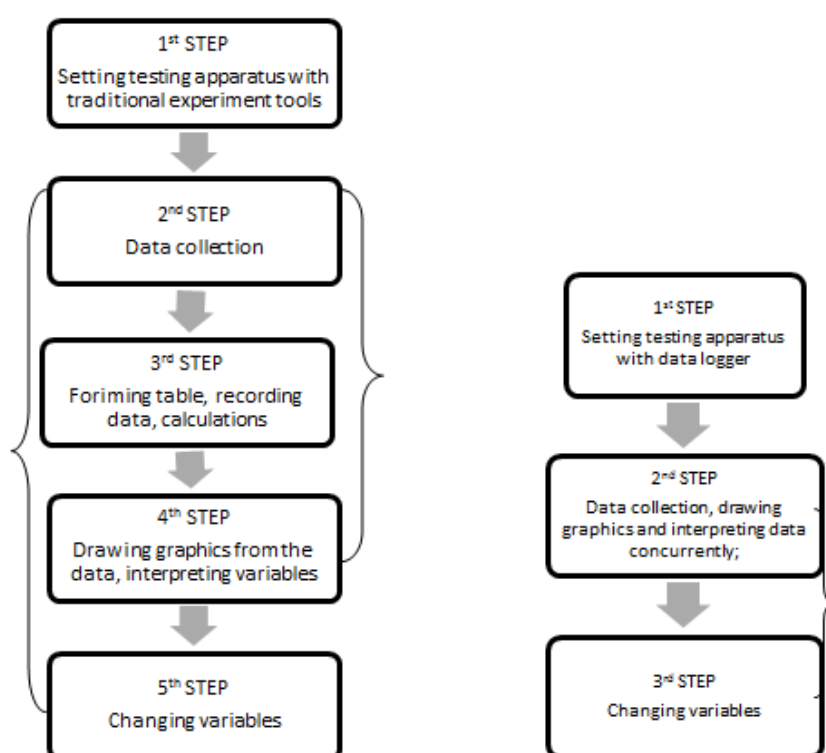 1st STEP
Setting testing apparatus with
traditional experiment tools
2nd STEP
Data collection
3rd STEP
Foriming table, recording
data, calculations
4th STEP
Drawing graphics from the
data, interpreting variables
5th STEP
Changing variables
1st STEP
Setting testing apparatus
with data logger
2nd STEP
Data collection, drawing
graphics and interpreting data
concurrently;
3rd STEP
Changing variables